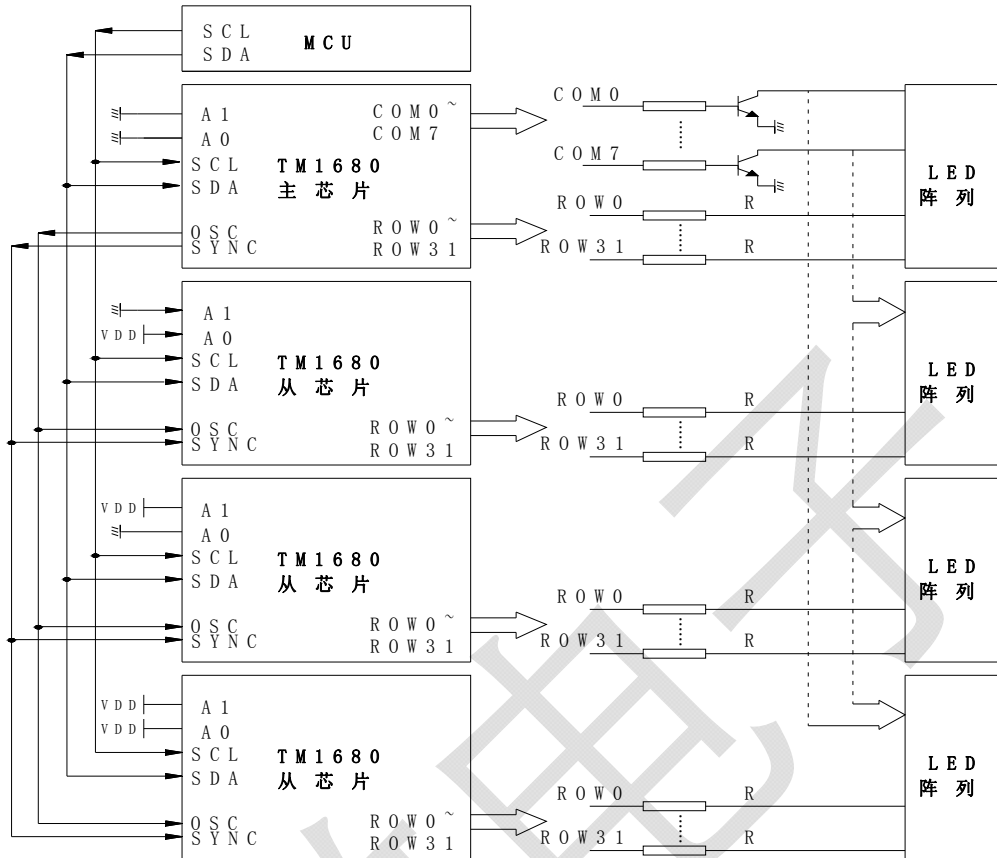 SCL
SDA
MCU
A1
A0
SCL
SDA
OSC
SYNC
TM1680
主芯片
COM0~
COM7
ROW0~
ROW31
COM0
COM7
ROW0 R
ROW31 R
LED
阵列
A1
VDD A0
SCL
SDA
OSC
SYNC
TM1680
从芯片
ROW0~
ROW31
ROW0 R
ROW31 R
LED
阵列
VDD A1
A0
SCL
SDA
OSC
SYNC
TM1680
从芯片
ROW0~
ROW31
ROW0 R
ROW31 R
LED
阵列
VDD A1
VDD A0
SCL
SDA
OSC
SYNC
TM1680
从芯片
ROW0~
ROW31
ROW0 R
ROW31 R
LED
阵列
电子